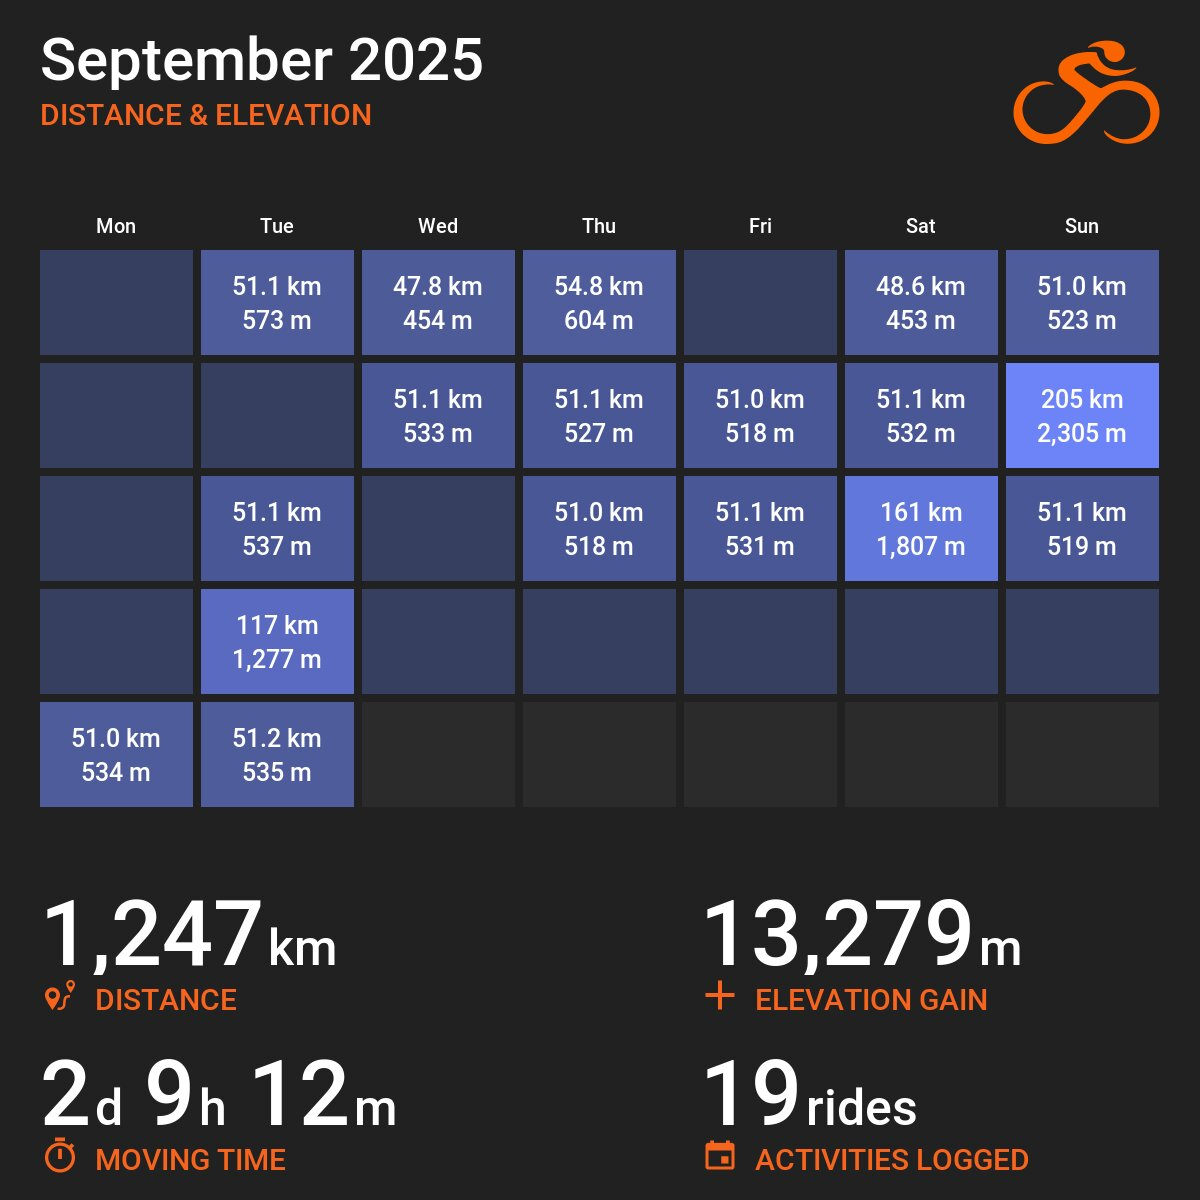 September 2025
DISTANCE & ELEVATION
Mon Tue Wed Thu Fri Sat Sun
51.1 km 47.8 km 54.8 km 48.6 km 51.0 km
573 m 454 m 604 m 453 m 523 m
51.1 km 51.1 km 51.0 km 51.1 km 205 km
533 m 527 m 518 m 532 m 2,305 m
51.1 km 51.0 km 51.1 km 161 km 51.1 km
537 m 518 m 531 m 1,807 m 519 m
117 km
1,277 m
51.0 km 51.2 km
534 m 535 m
1,247 km 13,279 m
DISTANCE ELEVATION GAIN
2d 9h 12m 19 rides
MOVING TIME ACTIVITIES LOGGED